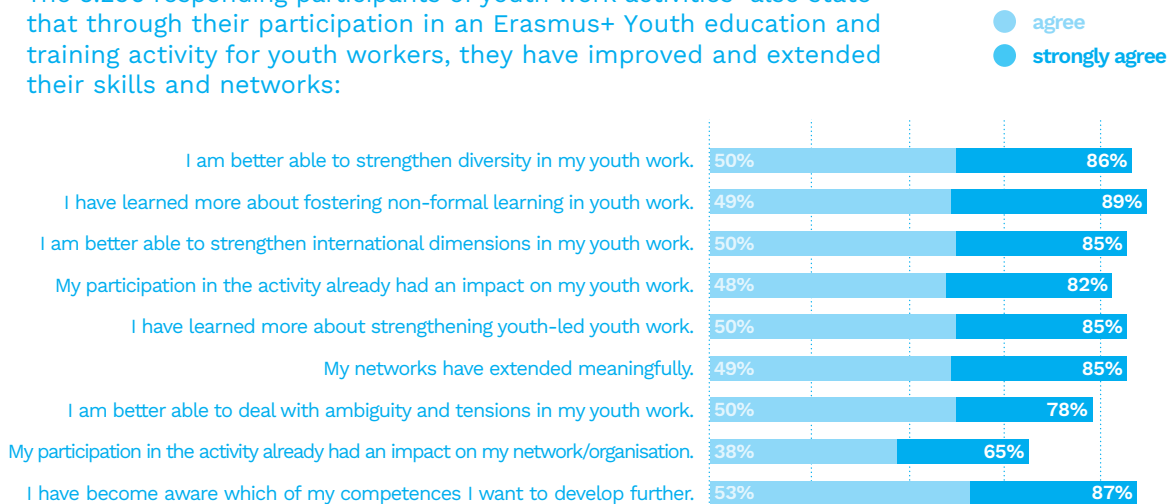 that through their participation in an Erasmus+ Youth education and
training activity for youth workers, they have improved and extended
their skills and networks:
agree
strongly agree
I am better able to strengthen diversity in my youth work. 50% 86%
I have learned more about fostering non-formal learning in youth work. 49% 89%
I am better able to strengthen international dimensions in my youth work. 50% 85%
My participation in the activity already had an impact on my youth work. 48% 82%
I have learned more about strengthening youth-led youth work. 50% 85%
My networks have extended meaningfully. 49% 85%
I am better able to deal with ambiguity and tensions in my youth work. 50% 78%
My participation in the activity already had an impact on my network/organisation. 38% 65%
I have become aware which of my competences I want to develop further. 53% 87%